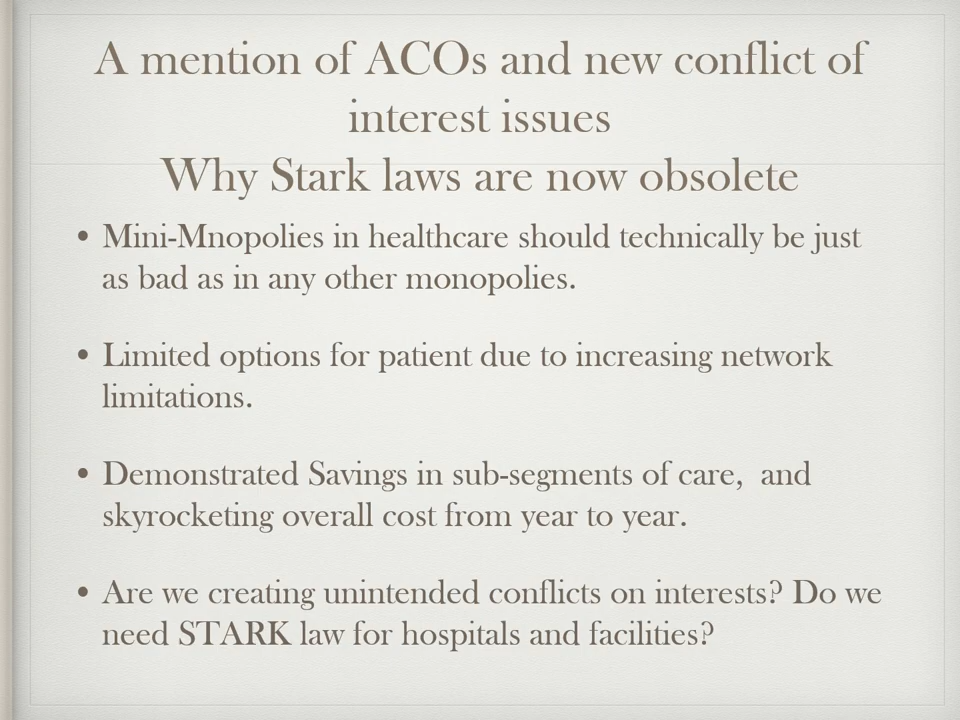 A mention of ACOs and new conflict of
interest issues
Why Stark laws are now obsolete
• Mini-Mnopolies in healthcare should technically be just
as bad as in any other monopolies.
• Limited options for patient due to increasing network
limitations.
• Demonstrated Savings in sub-segments of care,  and
skyrocketing overall cost from year to year.
• Are we creating unintended conflicts on interests? Do we
need STARK law for hospitals and facilities?